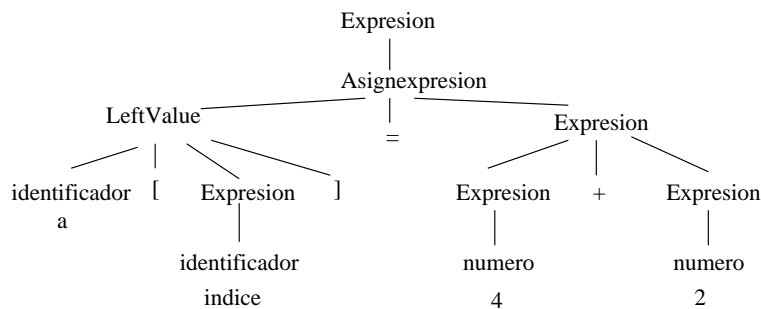 Expresion
Asignexpresion
LeftValue = Expresion
identificador [ Expresion ] Expresion + Expresion
a
identificador numero numero
indice 4 2